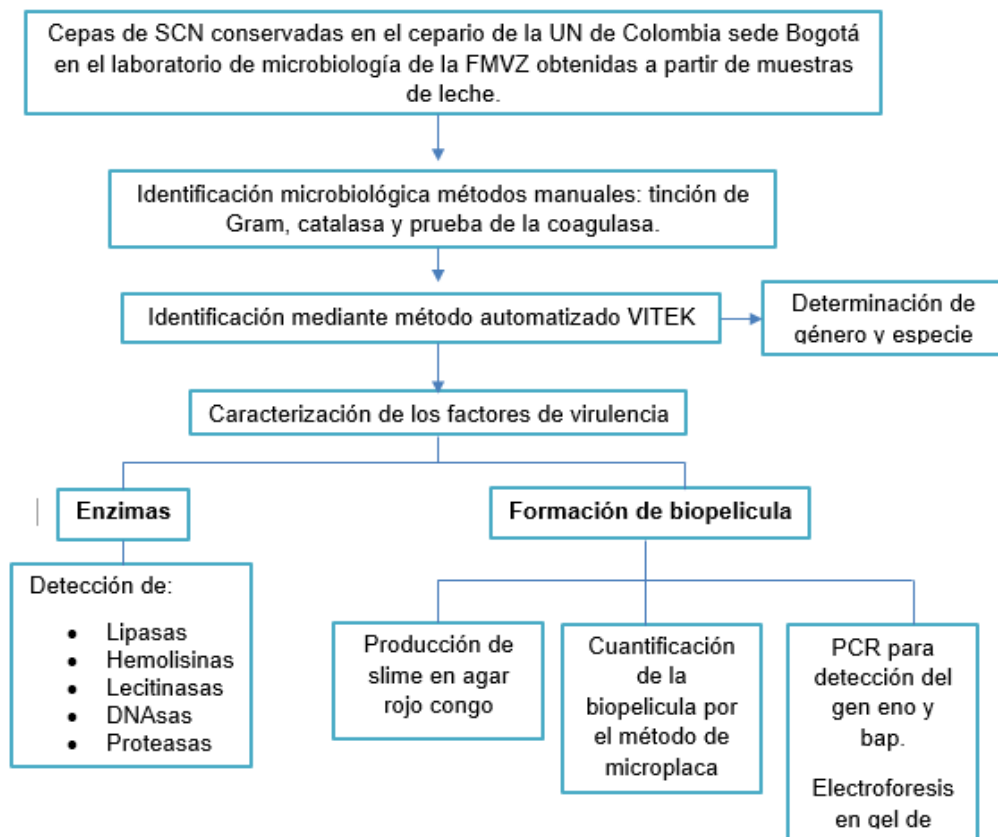 Cepas de SCN conservadas en el cepario de la UN de Colombia sede Bogotá
en el laboratorio de microbiología de la FMVZ obtenidas a partir de muestras
de leche.
Identificación microbiológica métodos manuales: tinción de
Gram, catalasa y prueba de la coagulasa.
Identificación mediante método automatizado VITEK
Determinación de
género y especie
Caracterización de los factores de virulencia
Enzimas
Detección de:
• Lipasas
• Hemolisinas
• Lecitinasas
• DNAsas
• Proteasas
Formación de biopelicula
Producción de
slime en agar
rojo congo
Cuantificación
de la
biopelicula por
el método de
microplaca
PCR para
detección del
gen eno y
bap.
Electroforesis
en gel de